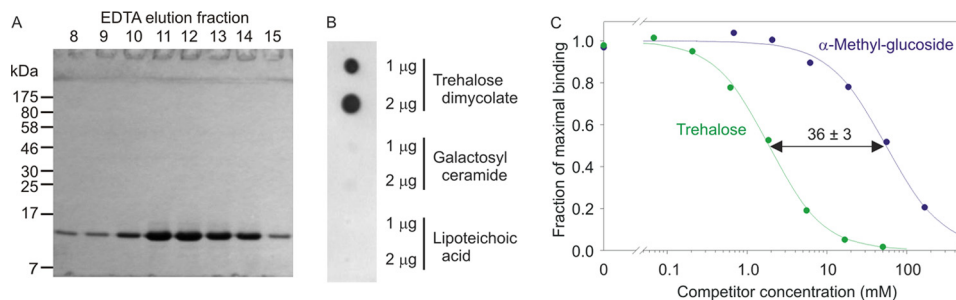 A
EDTA elution fraction
8 9 10 11 12 13 14 15
kDa
175
80
58
46
30
25
17
7
B
1 µg
2 µg
Trehalose
dimycolate
1 µg
2 µg
Galactosyl
ceramide
1 µg
2 µg
Lipoteichoic
acid
C
Fraction of maximal binding
1.0
0.8
0.6
0.4
0.2
0.0
α-Methyl-glucoside
Trehalose
36 ± 3
0 0.1 1.0 10 100
Competitor concentration (mM)